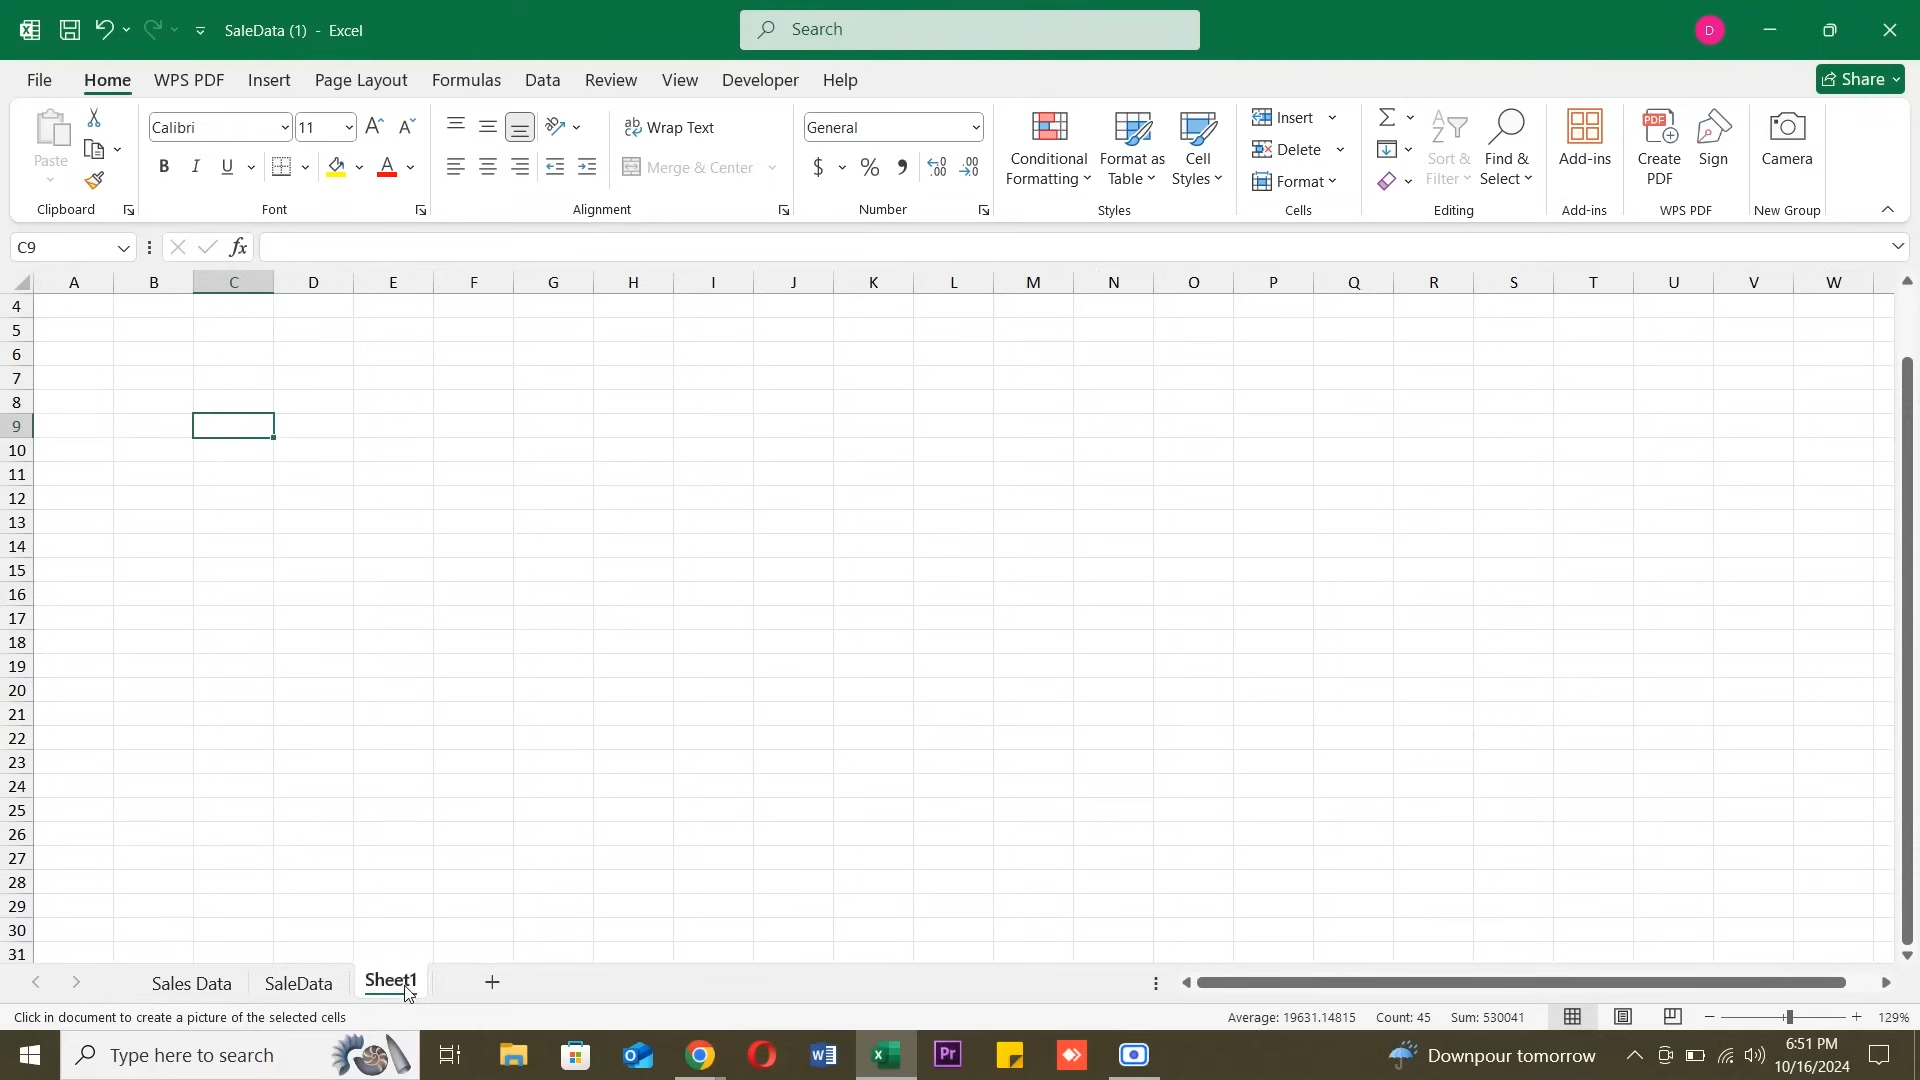 SaleData (1) - Excel
Search
D
File Home WPS PDF Insert Page Layout Formulas Data Review View Developer Help
Share
Paste
Calibri
11
Wrap Text
Merge & Center
General
$ % 9
Conditional Formatting
Format as Table
Cell Styles
Insert
Delete
Format
Sort & Filter
Find & Select
Add-ins
Create PDF
Sign
Camera
Clipboard Font Alignment Number Styles Cells Editing Add-ins WPS PDF New Group
C9
fx
A B C D E F G H I J K L M N O P Q R S T U V W
4
5
6
7
8
9
10
11
12
13
14
15
16
17
18
19
20
21
22
23
24
25
26
27
28
29
30
31
Sales Data SaleData Sheet1
Click in document to create a picture of the selected cells
Average: 19631.14815 Count: 45 Sum: 530041
129%
Type here to search
Downpour tomorrow
6:51 PM
10/16/2024